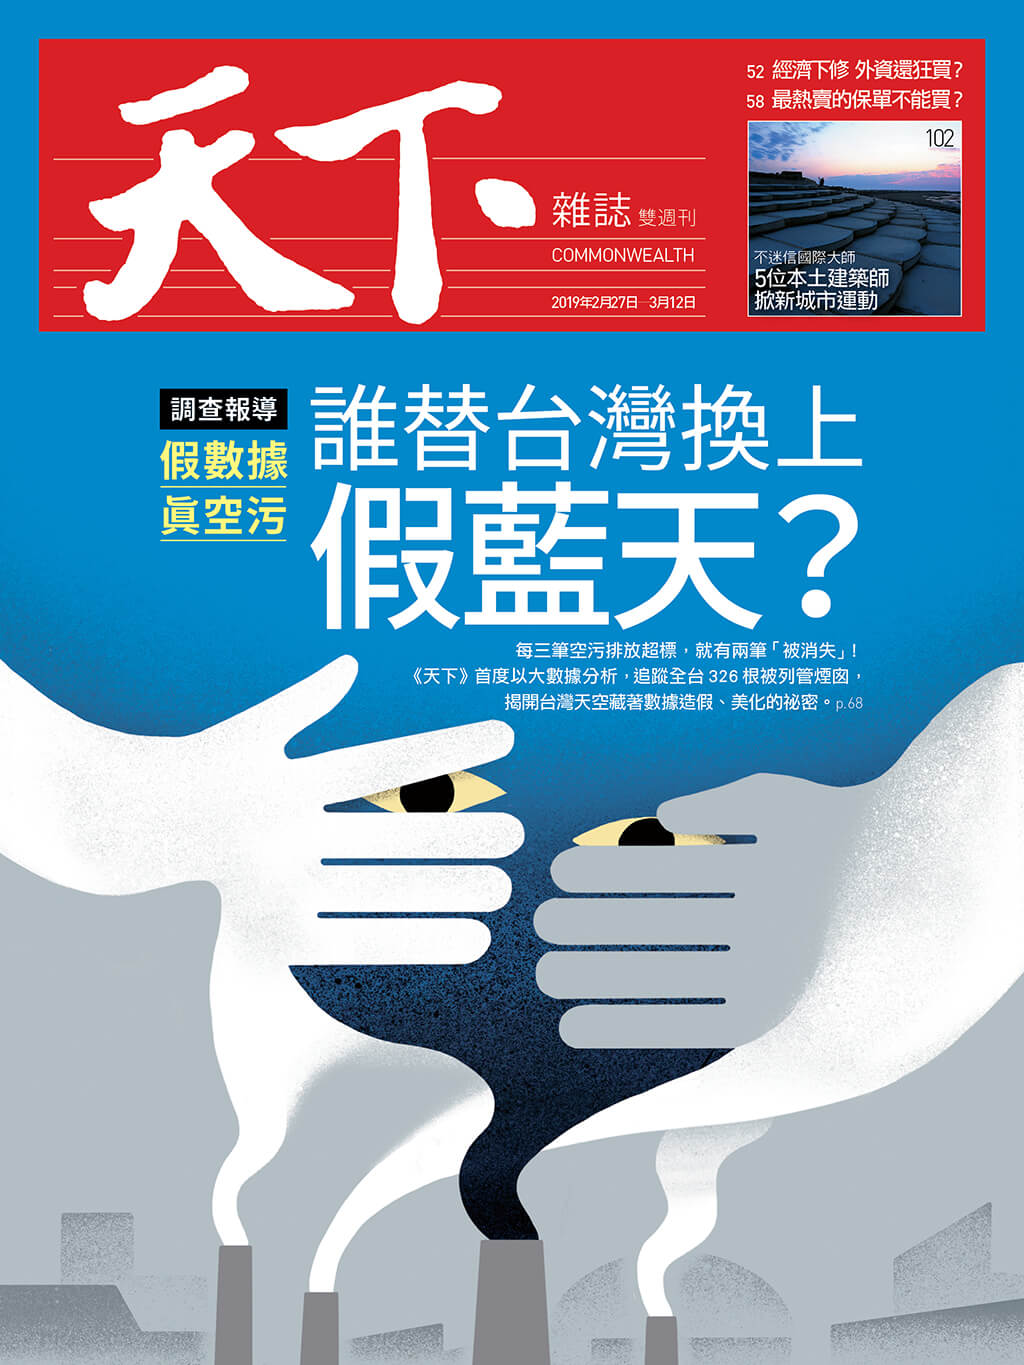 天下
雜誌 雙週刊
COMMONWEALTH
2019年2月27日—3月12日
52 經濟下修 外資還狂買?
58 最熱賣的保單不能買?
102
不迷信國際大師
5位本土建築師
掀新城市運動
調查報導
假數據
眞空污
誰替台灣換上
假藍天?
每三筆空污排放超標，就有兩筆「被消失」!
《天下》首度以大數據分析，追蹤全台 326 根被列管煙囪，
揭開台灣天空藏著數據造假、美化的祕密。p.68